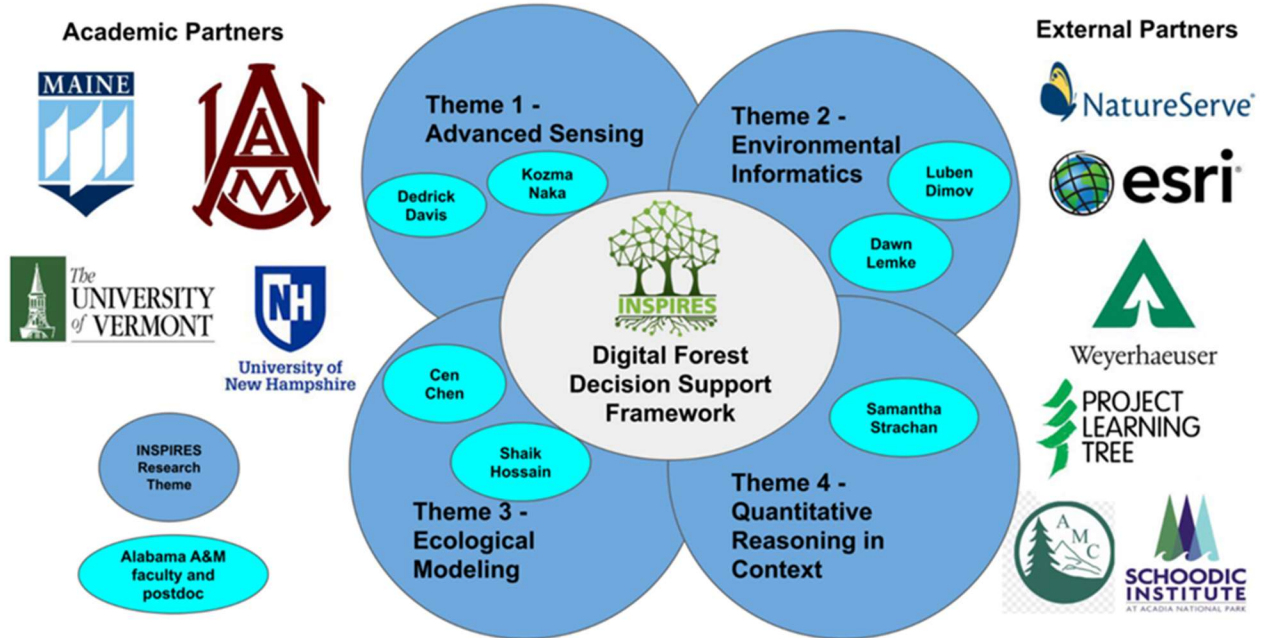 Academic Partners
MAINE
A
A M
The
UNIVERSITY
of VERMONT
NH
University of
New Hampshire
INSPIRES
Research
Theme
Alabama A&M
faculty and
postdoc
Theme 1 -
Advanced Sensing
Dedrick
Davis
Kozma
Naka
Theme 2 -
Environmental
Informatics
Luben
Dimov
Dawn
Lemke
INSPIRES
Digital Forest
Decision Support
Framework
Cen
Chen
Shaik
Hossain
Theme 3 -
Ecological
Modeling
Samantha
Strachan
Theme 4 -
Quantitative
Reasoning in
Context
External Partners
NatureServe®
esri®
Weyerhaeuser
PROJECT
LEARNING
TREE
AMC
SCHOODIC
INSTITUTE
AT ACADIA NATIONAL PARK